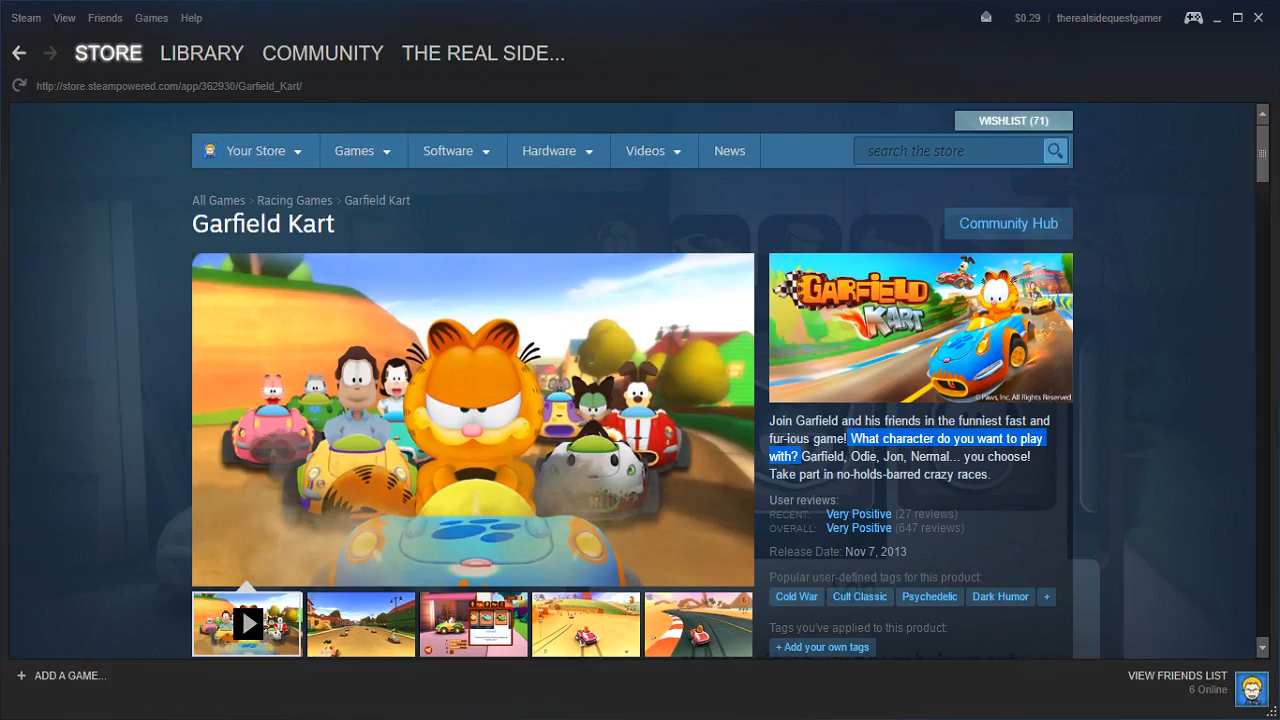 Steam View Friends Games Help
$0.29 therealsidequestgamer
STORE LIBRARY COMMUNITY THE REAL SIDE...
http://store.steampowered.com/app/362930/Garfield_Kart/
WISHLIST (71)
Your Store Games Software Hardware Videos News
search the store
All Games > Racing Games > Garfield Kart
Garfield Kart
Community Hub
GARFIELD
KART
© Paws, Inc. All Rights Reserved
Join Garfield and his friends in the funniest fast and
fur-ious game! What character do you want to play
with? Garfield, Odie, Jon, Nermal... you choose!
Take part in no-holds-barred crazy races.
User reviews:
RECENT: Very Positive (27 reviews)
OVERALL: Very Positive (647 reviews)
Release Date: Nov 7, 2013
Popular user-defined tags for this product:
Cold War Cult Classic Psychedelic Dark Humor +
Tags you've applied to this product:
+ Add your own tags
+ ADD A GAME...
VIEW FRIENDS LIST
6 Online